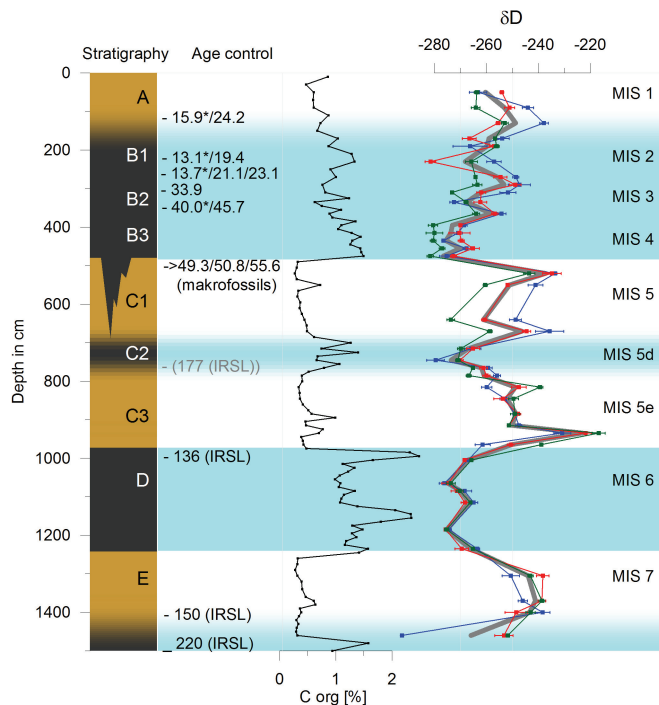 δD
Stratigraphy Age control -280 -260 -240 -220
0
A MIS 1
- 15.9*/24.2
200 B1 - 13.1*/19.4 MIS 2
- 13.7*/21.1/23.1
- 33.9
B2 - 40.0*/45.7 MIS 3
400
B3 MIS 4
->49.3/50.8/55.6
(makrofossils)
600 C1 MIS 5
C2 - (177 (IRSL)) MIS 5d
800
C3 MIS 5e
1000 - 136 (IRSL)
D MIS 6
1200
E MIS 7
1400 - 150 (IRSL)
_ 220 (IRSL)
0 1 2
C org [%]
Depth in cm